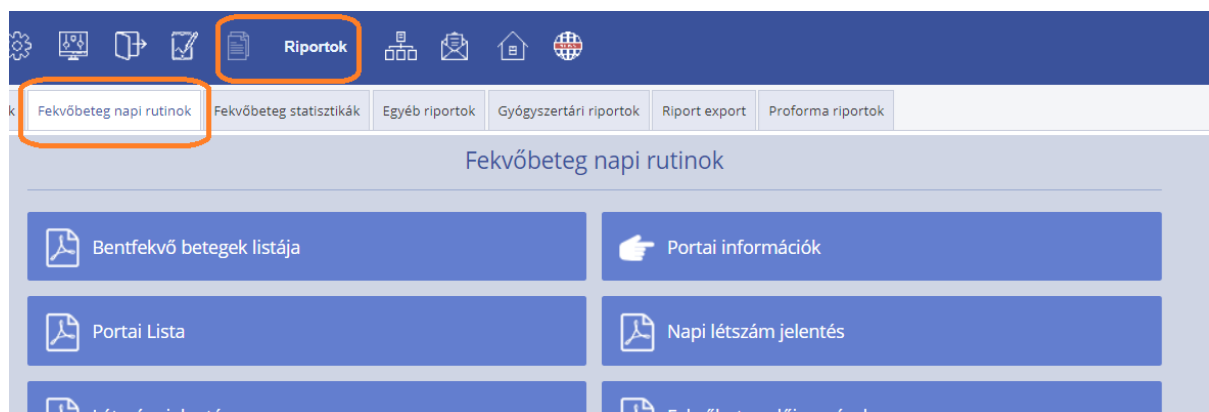 Riportok
NEWS
k
Fekvőbeteg napi rutinok
Fekvőbeteg statisztikák
Egyéb riportok
Gyógyszertári riportok
Riport export
Proforma riportok
Fekvőbeteg napi rutinok
Bentfekvő betegek listája
Portai információk
Portai Lista
Napi létszám jelentés